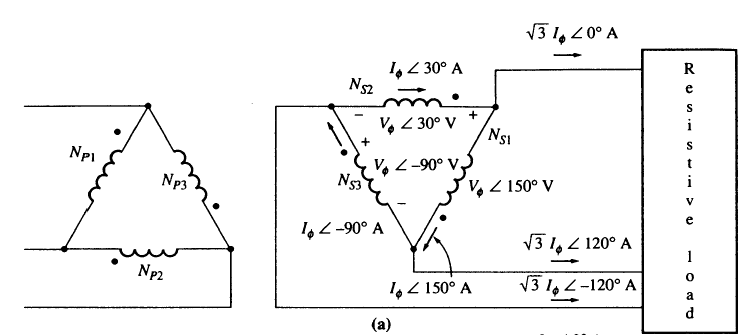 √3 I_ϕ ∠ 0° A
I_ϕ ∠ 30° A
N_S2
− +
V_ϕ ∠ 30° V
N_S1
+
V_ϕ ∠ –90° V
N_S3
V_ϕ ∠ 150° V
−
N_P1
N_P3
N_P2
I_ϕ ∠ –90° A
√3 I_ϕ ∠ 120° A
I_ϕ ∠ 150° A
√3 I_ϕ ∠ –120° A
Resistive load
(a)